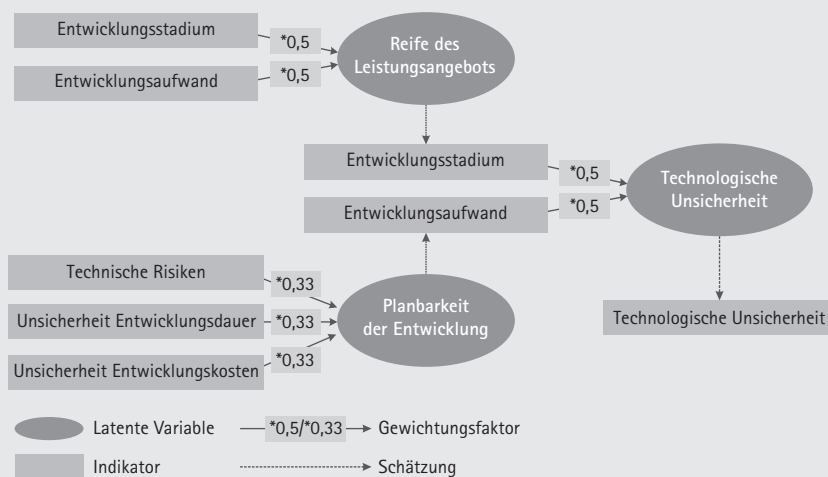 Entwicklungsstadium
*0,5
Entwicklungsaufwand
*0,5
Reife des
Leistungsangebots
Entwicklungsstadium
*0,5
Entwicklungsaufwand
*0,5
Technologische
Unsicherheit
Technische Risiken
*0,33
Unsicherheit Entwicklungsdauer
*0,33
Unsicherheit Entwicklungskosten
*0,33
Planbarkeit
der Entwicklung
Technologische Unsicherheit
Latente Variable
*0,5/*0,33
Gewichtungsfaktor
Indikator
Schätzung